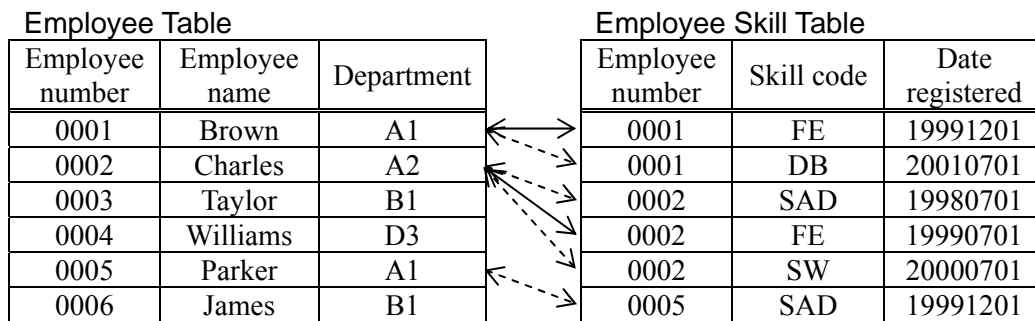 Employee Table
Employee number Employee name Department
0001 Brown A1
0002 Charles A2
0003 Taylor B1
0004 Williams D3
0005 Parker A1
0006 James B1
Employee Skill Table
Employee number Skill code Date registered
0001 FE 19991201
0001 DB 20010701
0002 SAD 19980701
0002 FE 19990701
0002 SW 20000701
0005 SAD 19991201